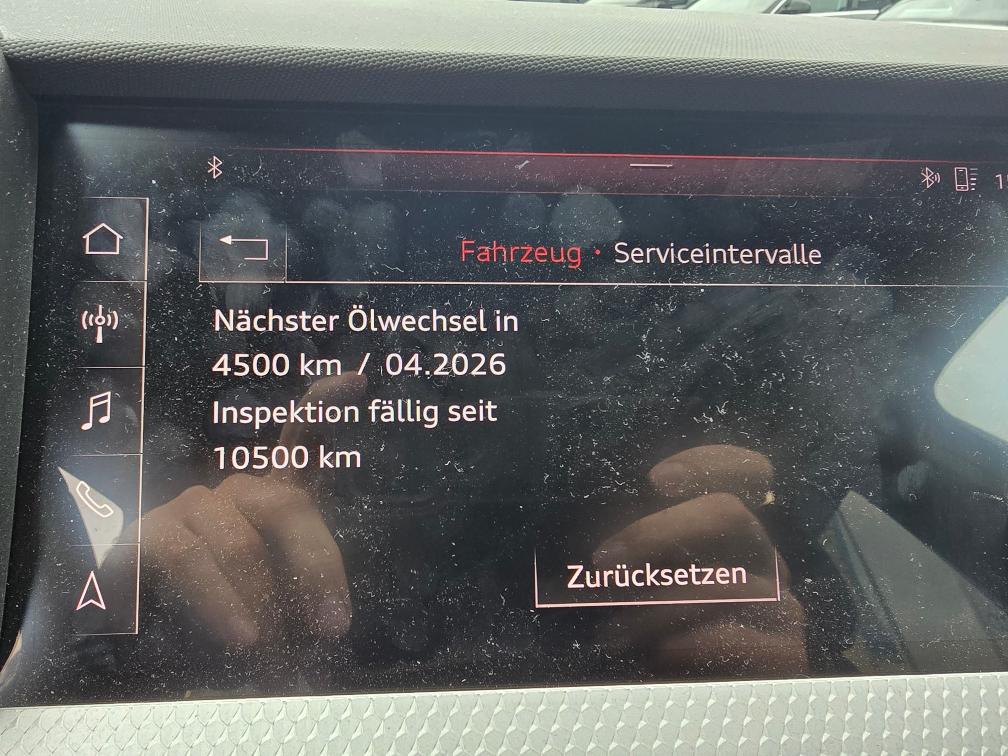 Fahrzeug • Serviceintervalle
Nächster Ölwechsel in
4500 km / 04.2026
Inspektion fällig seit
10500 km
Zurücksetzen